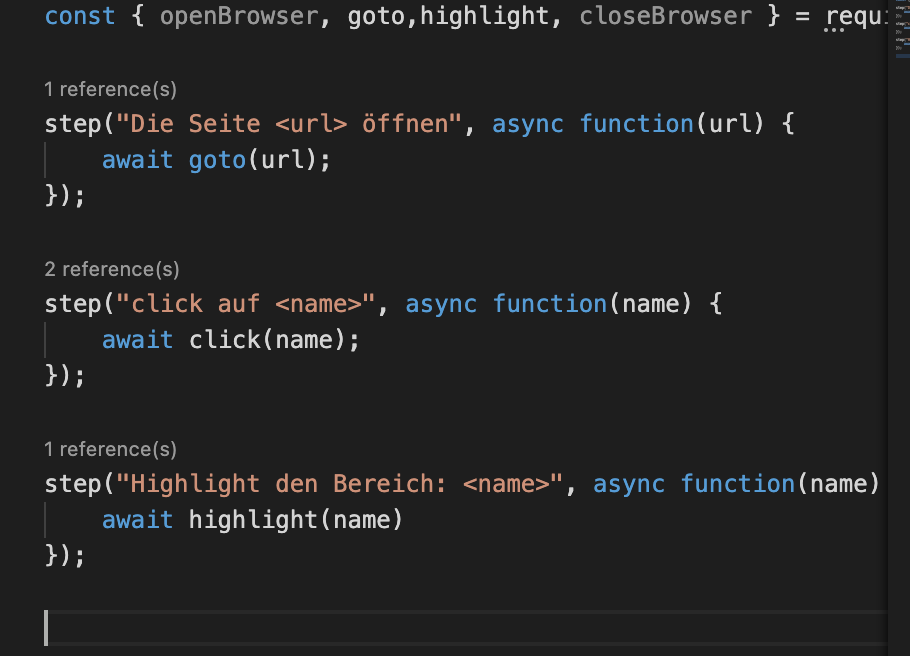 const { openBrowser, goto,highlight, closeBrowser } = requi
1 reference(s)
step("Die Seite <url> öffnen", async function(url) {
    await goto(url);
});
2 reference(s)
step("click auf <name>", async function(name) {
    await click(name);
});
1 reference(s)
step("Highlight den Bereich: <name>", async function(name)
    await highlight(name)
});